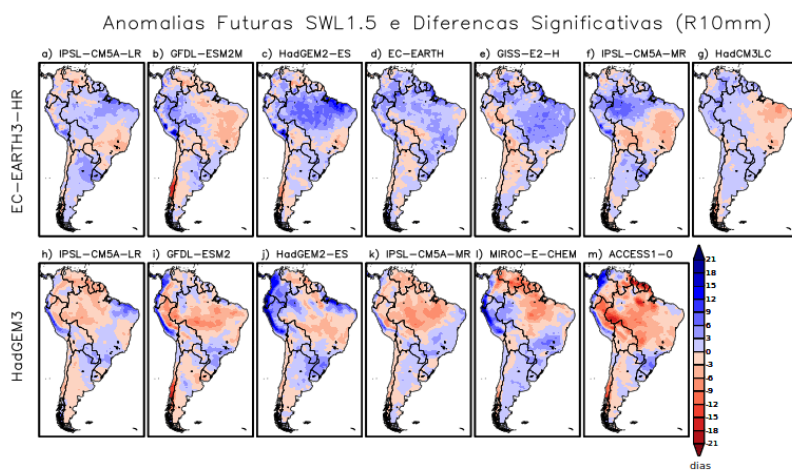 Anomalias Futuras SWL1.5 e Diferencas Significativas (R10mm)
a) IPSL-CM5A-LR
b) GFDL-ESM2M
c) HadGEM2-ES
d) EC-EARTH
e) GISS-E2-H
f) IPSL-CM5A-MR
g) HadCM3LC
EC-EARTH3-HR
h) IPSL-CM5A-LR
i) GFDL-ESM2
j) HadGEM2-ES
k) IPSL-CM5A-MR
l) MIROC-E-CHEM
m) ACCESS1-0
HadGEM3
21
18
15
12
9
6
3
0
-3
-6
-9
-12
-15
-18
-21
dias